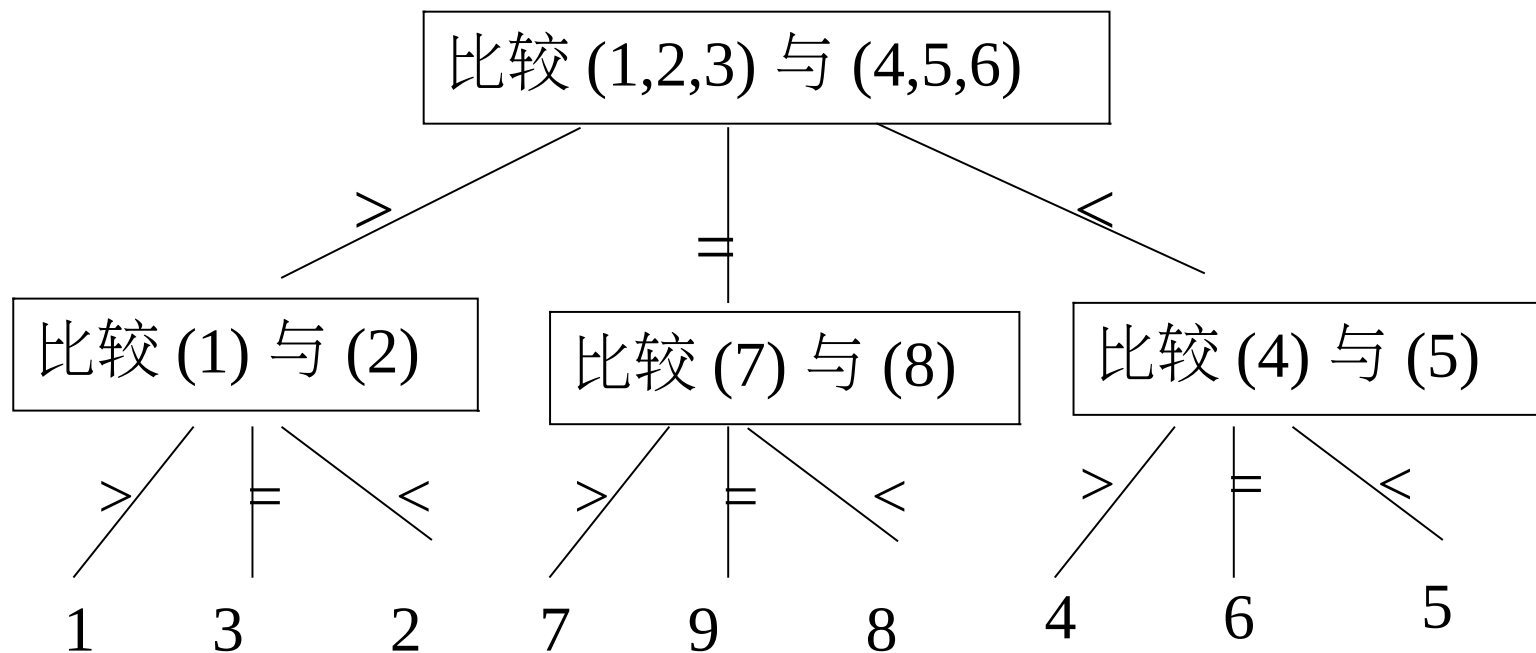 比较 (1,2,3) 与 (4,5,6)
> = <
比较 (1) 与 (2) 比较 (7) 与 (8) 比较 (4) 与 (5)
> = < > = < > = <
1 3 2 7 9 8 4 6 5